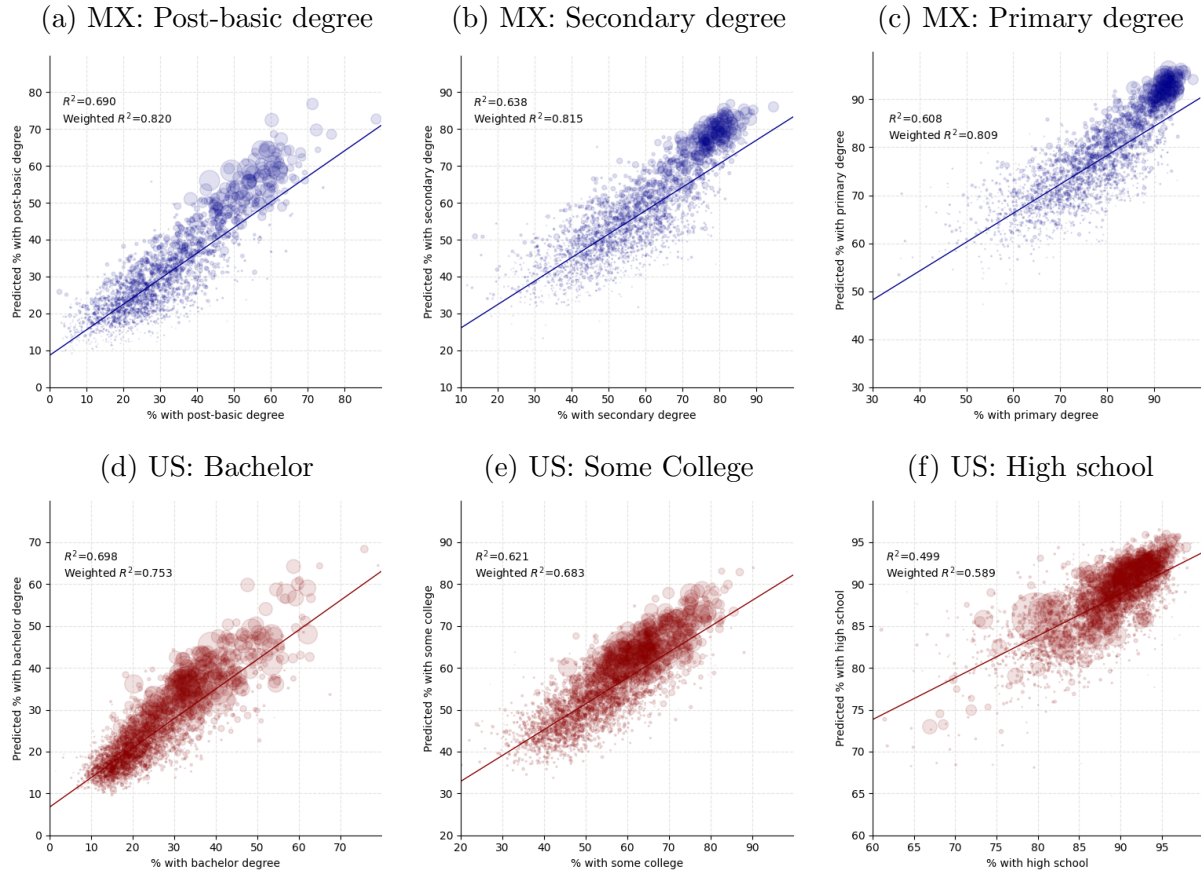 (a) MX: Post-basic degree
R²=0.690
Weighted R²=0.820
Predicted % with post-basic degree
80
70
60
50
40
30
20
10
0
0 10 20 30 40 50 60 70 80
% with post-basic degree
(b) MX: Secondary degree
R²=0.638
Weighted R²=0.815
Predicted % with secondary degree
90
80
70
60
50
40
30
20
10
10 20 30 40 50 60 70 80 90
% with secondary degree
(c) MX: Primary degree
R²=0.608
Weighted R²=0.809
Predicted % with primary degree
90
80
70
60
50
40
30
30 40 50 60 70 80 90
% with primary degree
(d) US: Bachelor
R²=0.698
Weighted R²=0.753
Predicted % with bachelor degree
70
60
50
40
30
20
10
0
0 10 20 30 40 50 60 70
% with bachelor degree
(e) US: Some College
R²=0.621
Weighted R²=0.683
Predicted % with some college
90
80
70
60
50
40
30
20
20 30 40 50 60 70 80 90
% with some college
(f) US: High school
R²=0.499
Weighted R²=0.589
Predicted % with high school
95
90
85
80
75
70
65
60
60 65 70 75 80 85 90 95
% with high school